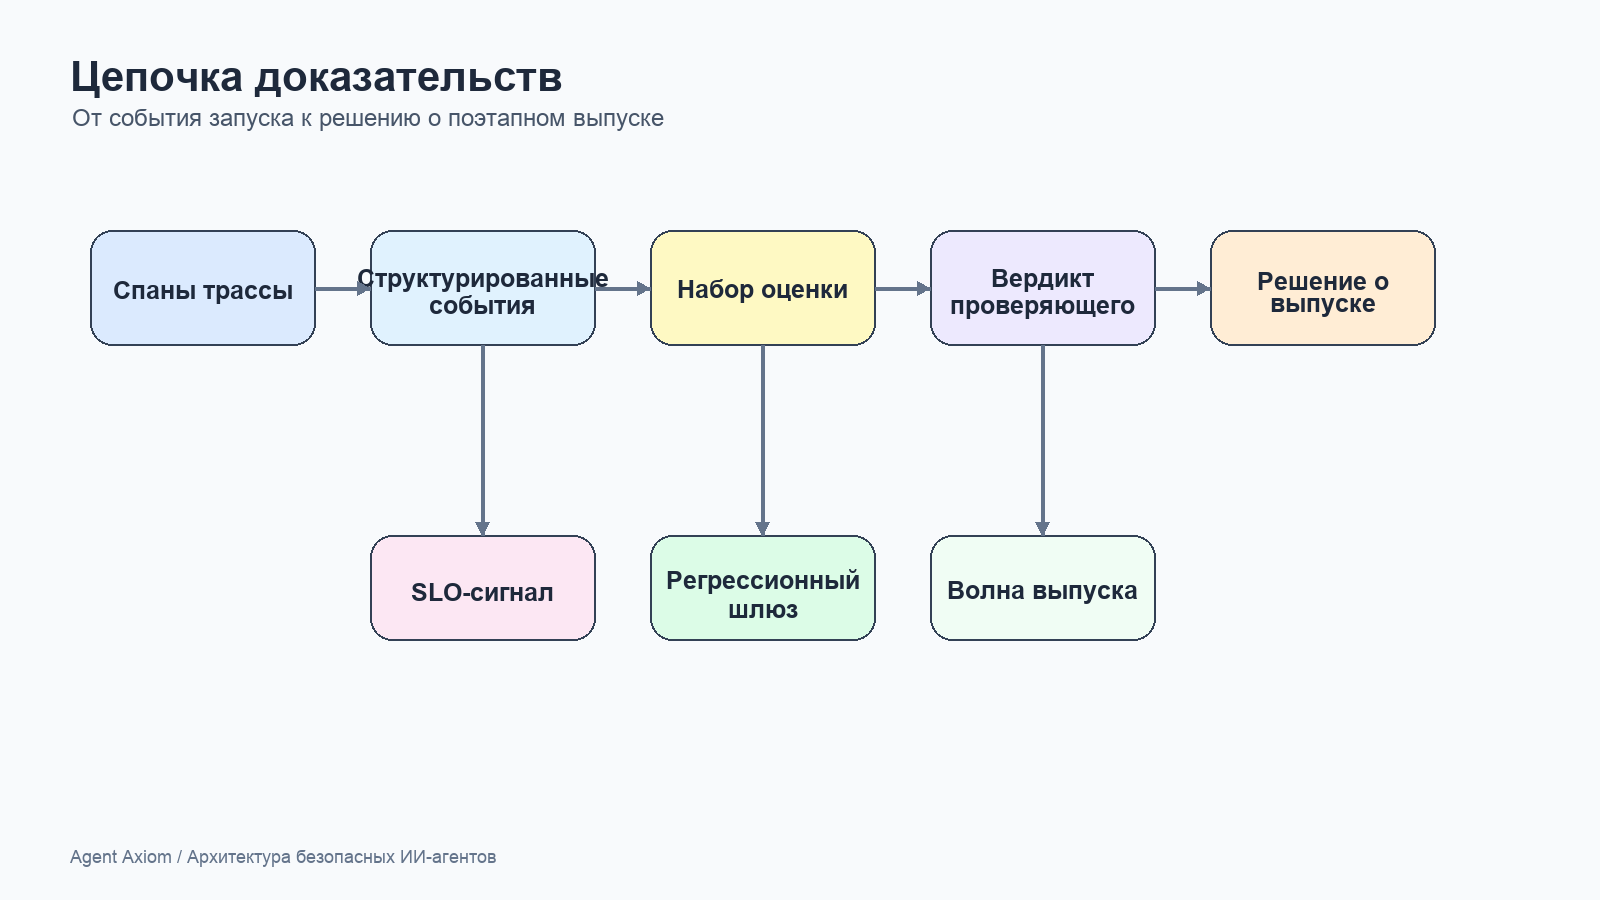 Цепочка доказательств
От события запуска к решению о поэтапном выпуске
Спаны трассы
Структурированные
события
Набор оценки
Вердикт
проверяющего
Решение о
выпуске
SLO-сигнал
Регрессионный
шлюз
Волна выпуска
Agent Axiom / Архитектура безопасных ИИ-агентов